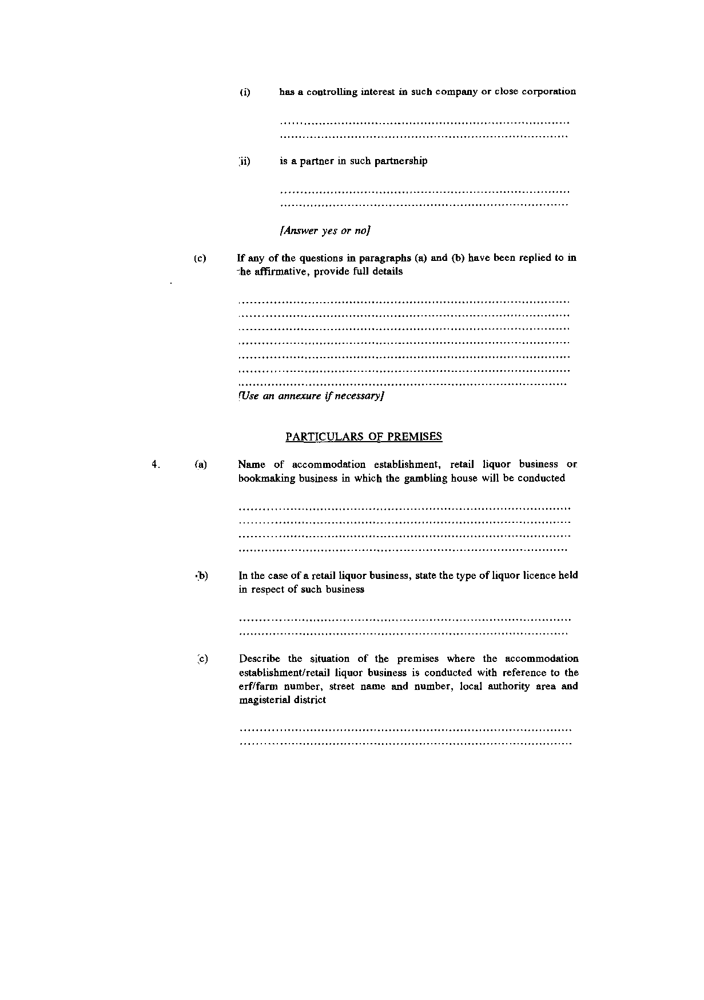 (i) has a controlling interest in such company or close corporation
................................................................................
................................................................................
(ii) is a partner in such partnership
................................................................................
................................................................................
[Answer yes or no]
(c) If any of the questions in paragraphs (a) and (b) have been replied to in
the affirmative, provide full details
................................................................................
................................................................................
................................................................................
................................................................................
................................................................................
................................................................................
................................................................................
[Use an annexure if necessary]
PARTICULARS OF PREMISES
4. (a) Name of accommodation establishment, retail liquor business or
bookmaking business in which the gambling house will be conducted
................................................................................
................................................................................
................................................................................
................................................................................
(b) In the case of a retail liquor business, state the type of liquor licence held
in respect of such business
................................................................................
................................................................................
(c) Describe the situation of the premises where the accommodation
establishment/retail liquor business is conducted with reference to the
erf/farm number, street name and number, local authority area and
magisterial district
................................................................................
................................................................................